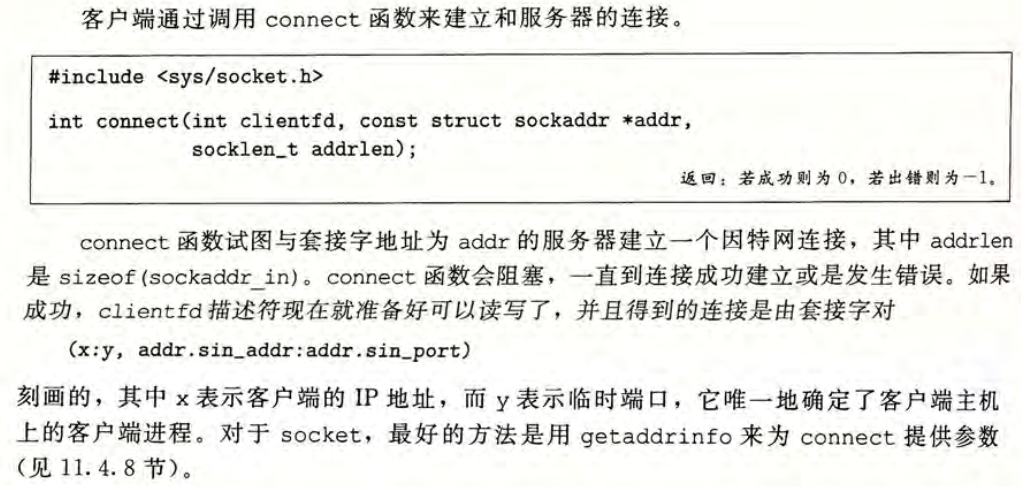 客户端通过调用 connect 函数来建立和服务器的连接。
#include <sys/socket.h>
int connect(int clientfd, const struct sockaddr *addr,
socklen_t addrlen);
返回：若成功则为 0，若出错则为－1。
connect 函数试图与套接字地址为 addr 的服务器建立一个因特网连接，其中 addrlen
是 sizeof(sockaddr_in)。connect 函数会阻塞，一直到连接成功建立或是发生错误。如果
成功，clientfd 描述符现在就准备好可以读写了，并且得到的连接是由套接字对
(x:y, addr.sin_addr:addr.sin_port)
刻画的，其中 x 表示客户端的 IP 地址，而 y 表示临时端口，它唯一地确定了客户端主机
上的客户端进程。对于 socket，最好的方法是用 getaddrinfo 来为 connect 提供参数
（见 11.4.8 节）。